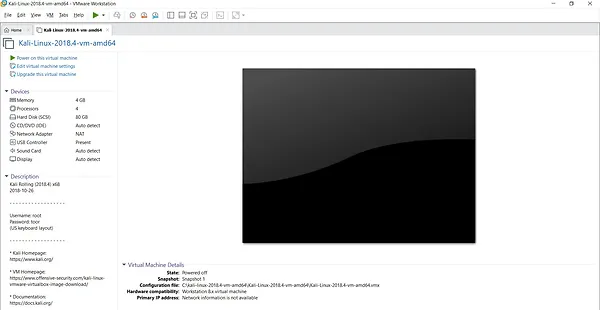 Kali-Linux-2018.4-vm-amd64 - VMware Workstation
File Edit View VM Tabs Help
Home Kali-Linux-2018.4-vm-amd64
Kali-Linux-2018.4-vm-amd64
Power on this virtual machine
Edit virtual machine settings
Upgrade this virtual machine
Devices
Memory 4 GB
Processors 4
Hard Disk (SCSI) 80 GB
CD/DVD (IDE) Auto detect
Network Adapter NAT
USB Controller Present
Sound Card Auto detect
Display Auto detect
Description
Kali Rolling (2018.4) x68
2018-10-26
- - - - - - - - - - - - - - - - - -
Username: root
Password: toor
(US keyboard layout)
- - - - - - - - - - - - - - - - - -
* Kali Homepage:
https://www.kali.org/
* VM Homepage:
https://www.offensive-security.com/kali-linux-
vmware-virtualbox-image-download/
* Documentation:
https://docs.kali.org/
Virtual Machine Details
State: Powered off
Snapshot: Snapshot 1
Configuration file: C:\kali-linux-2018.4-vm-amd64\Kali-Linux-2018.4-vm-amd64\Kali-Linux-2018.4-vm-amd64.vmx
Hardware compatibility: Workstation 8.x virtual machine
Primary IP address: Network information is not available